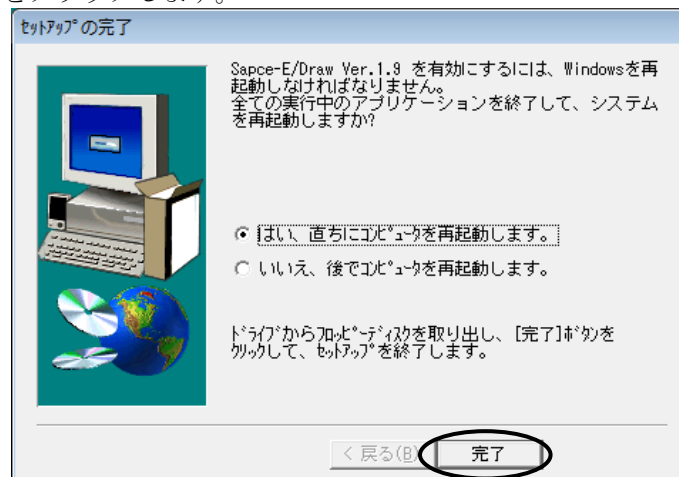 をクリックします。
ｾｯﾄｱｯﾌﾟの完了
Sapce-E/Draw Ver.1.9 を有効にするには、Windowsを再
起動しなければなりません。
全ての実行中のアプリケーションを終了して、システム
を再起動しますか?
はい、直ちにｺﾝﾋﾟｭｰﾀを再起動します。
いいえ、後でｺﾝﾋﾟｭｰﾀを再起動します。
ﾄﾞﾗｲﾌﾞからﾌﾛｯﾋﾟｰﾃﾞｨｽｸを取り出し、[完了]ﾎﾞﾀﾝを
ｸﾘｯｸして、ｾｯﾄｱｯﾌﾟを終了します。
< 戻る(B) 完了